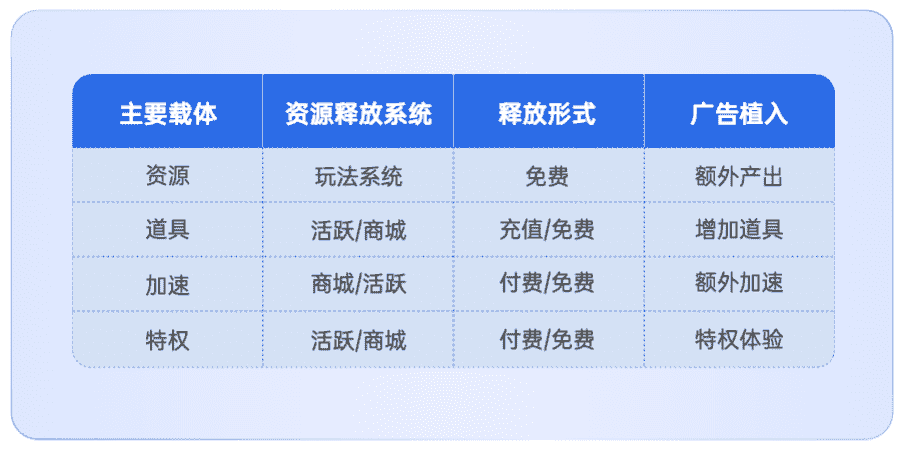 主要载体 资源释放系统 释放形式 广告植入
资源 玩法系统 免费 额外产出
道具 活跃/商城 充值/免费 增加道具
加速 商城/活跃 付费/免费 额外加速
特权 活跃/商城 付费/免费 特权体验